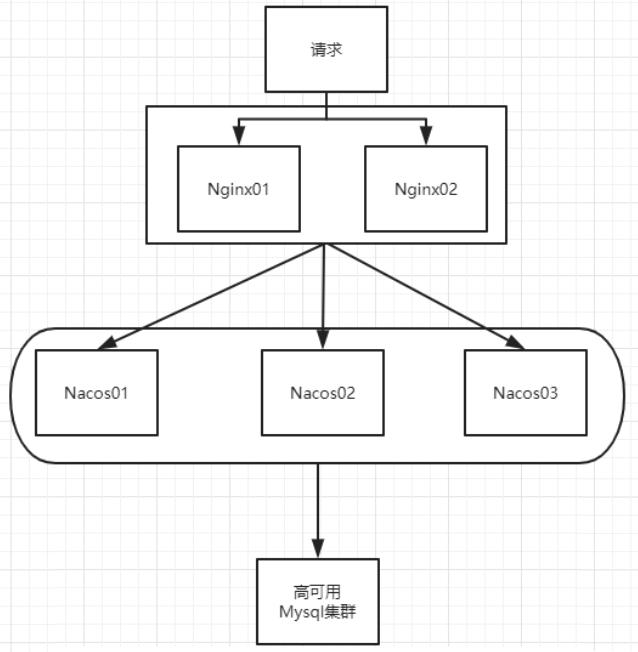 请求
Nginx01
Nginx02
Nacos01
Nacos02
Nacos03
高可用
Mysql集群